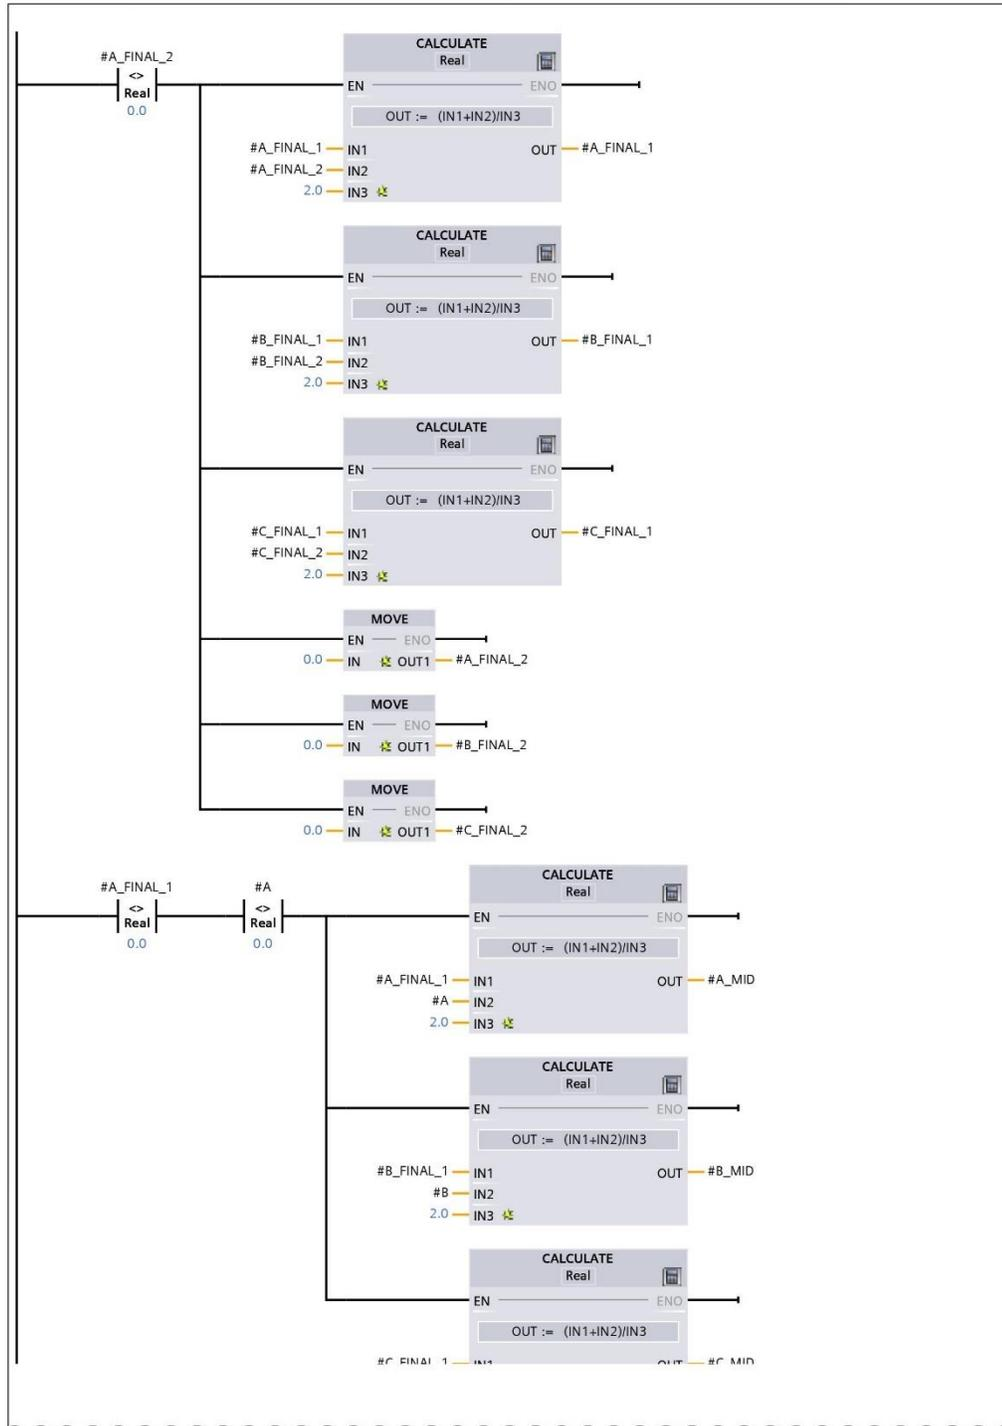 #A_FINAL_2
<>
Real
0.0
CALCULATE
Real
EN ENO
OUT := (IN1+IN2)/IN3
#A_FINAL_1 IN1 OUT #A_FINAL_1
#A_FINAL_2 IN2
2.0 IN3
CALCULATE
Real
EN ENO
OUT := (IN1+IN2)/IN3
#B_FINAL_1 IN1 OUT #B_FINAL_1
#B_FINAL_2 IN2
2.0 IN3
CALCULATE
Real
EN ENO
OUT := (IN1+IN2)/IN3
#C_FINAL_1 IN1 OUT #C_FINAL_1
#C_FINAL_2 IN2
2.0 IN3
MOVE
EN ENO
0.0 IN OUT1 #A_FINAL_2
MOVE
EN ENO
0.0 IN OUT1 #B_FINAL_2
MOVE
EN ENO
0.0 IN OUT1 #C_FINAL_2
#A_FINAL_1
<>
Real
0.0
#A
<>
Real
0.0
CALCULATE
Real
EN ENO
OUT := (IN1+IN2)/IN3
#A_FINAL_1 IN1 OUT #A_MID
#A IN2
2.0 IN3
CALCULATE
Real
EN ENO
OUT := (IN1+IN2)/IN3
#B_FINAL_1 IN1 OUT #B_MID
#B IN2
2.0 IN3
CALCULATE
Real
EN ENO
OUT := (IN1+IN2)/IN3
#C_FINAL_1 IN1 OUT #C_MID